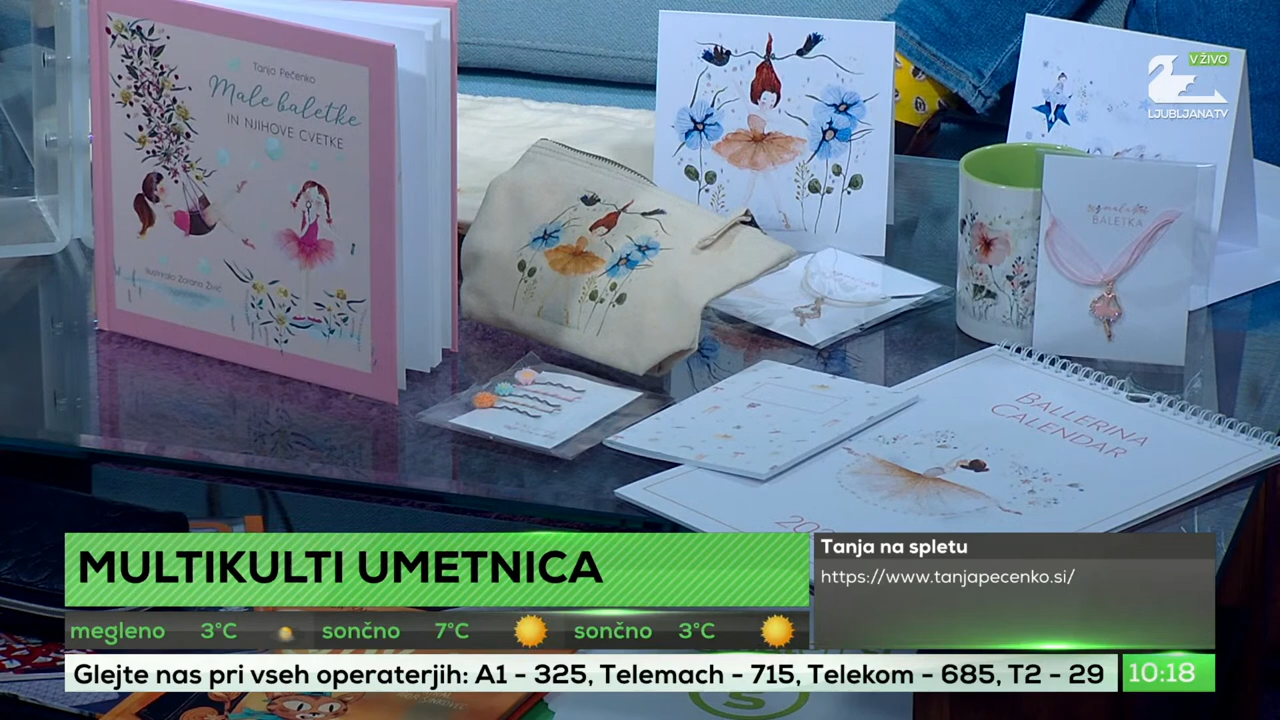 Tanja Pečenko
Male baletke
IN NJIHOVE CVETKE
Ilustrirala Zorana Živić
V ŽIVO
LJUBLJANATV
BALETKA
BALLERINA
CALENDAR
MULTIKULTI UMETNICA
Tanja na spletu
https://www.tanjapecenko.si/
megleno 3°C sončno 7°C sončno 3°C
Glejte nas pri vseh operaterjih: A1 - 325, Telemach - 715, Telekom - 685, T2 - 29
10:18
S